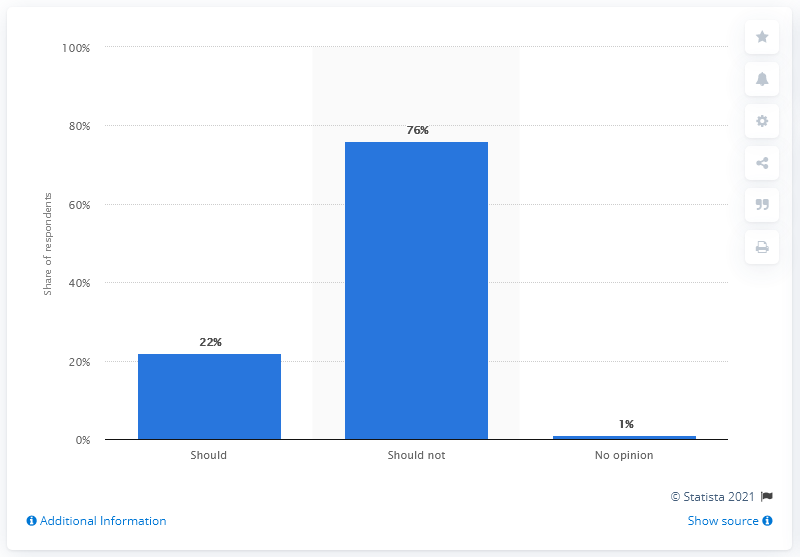 100%
80%
60%
40%
20%
0%
Share of respondents
22%
76%
1%
Should
Should not
No opinion
© Statista 2021
Additional Information
Show source